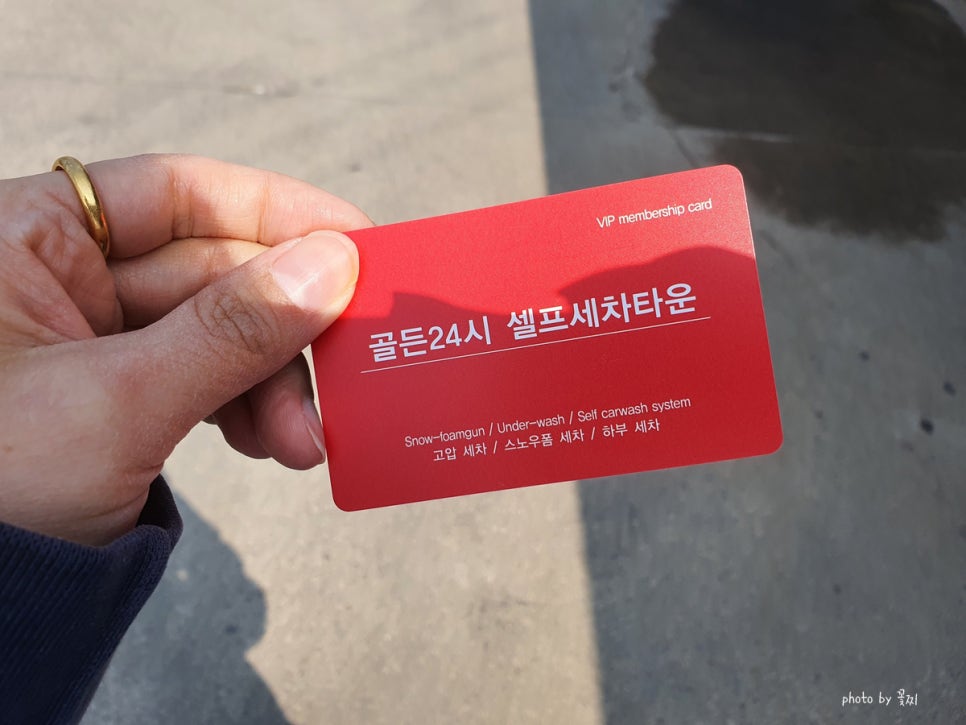 VIP membership card
골든24시 셀프세차타운
Snow-foamgun / Under-wash / Self carwash system
고압 세차 / 스노우폼 세차 / 하부 세차
photo by 꽃찌